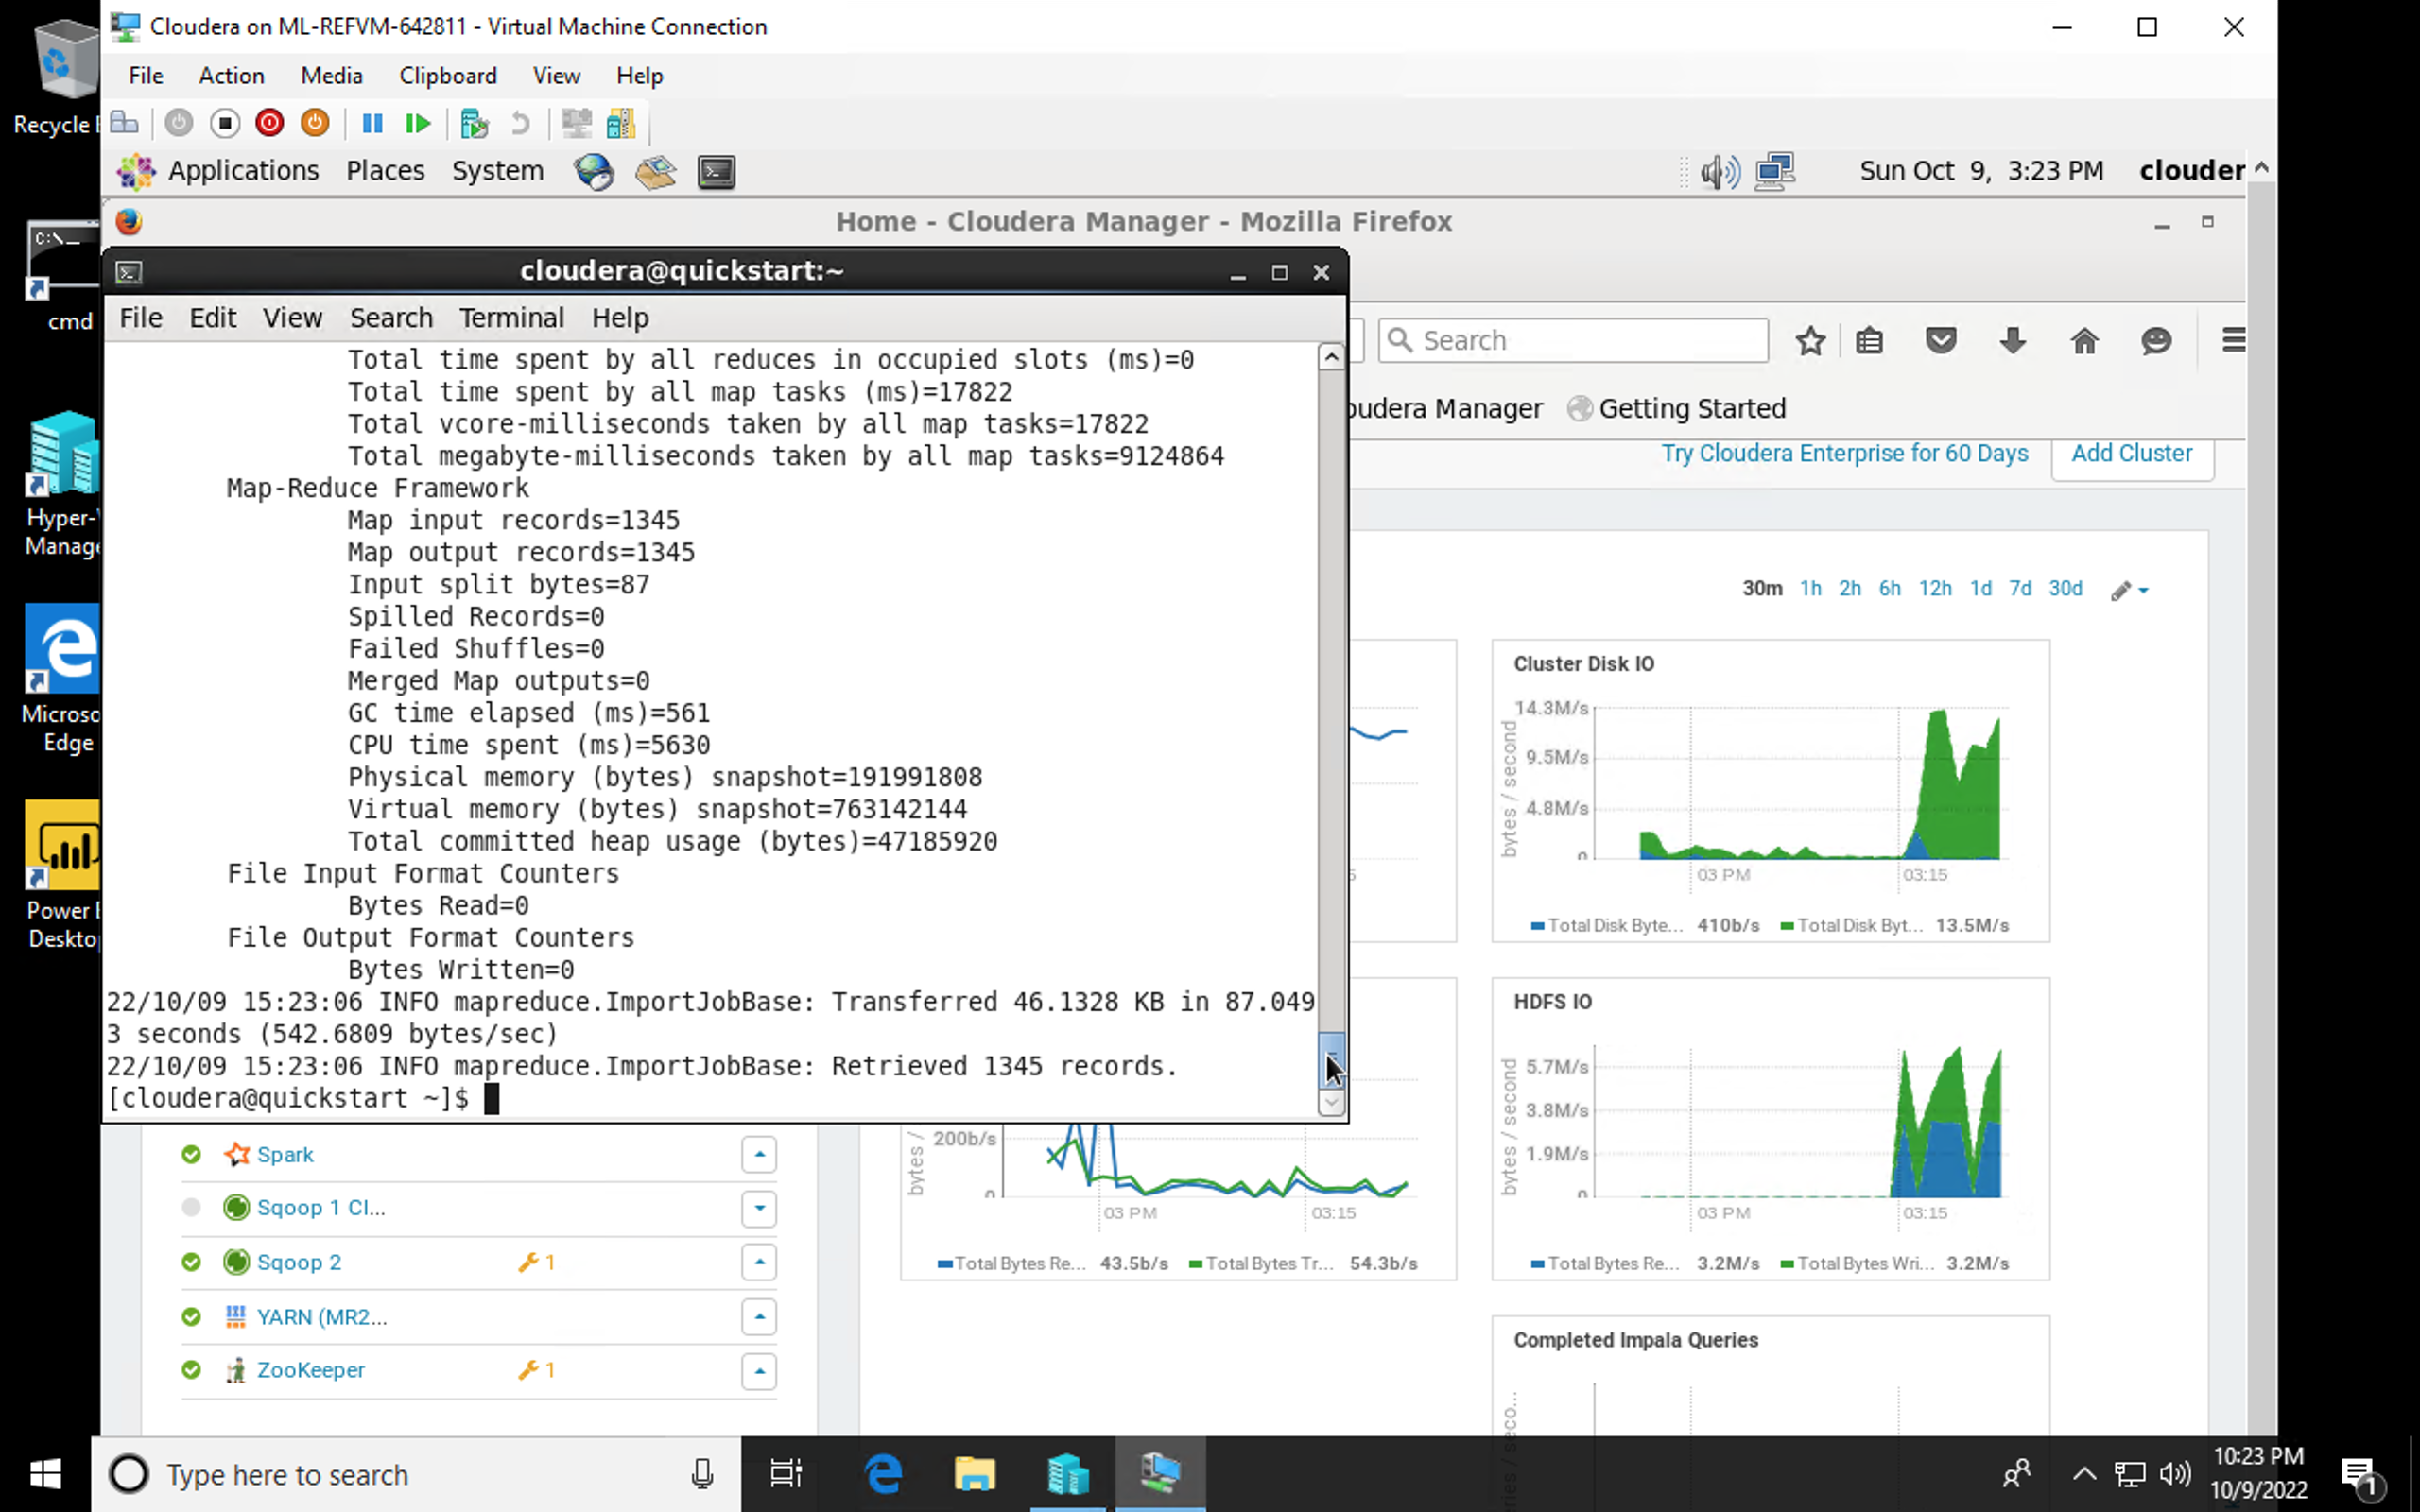 Cloudera on ML-REFVM-642811 - Virtual Machine Connection
File Action Media Clipboard View Help
Recycle
Applications Places System
Sun Oct 9, 3:23 PM clouder
Home - Cloudera Manager - Mozilla Firefox
cloudera@quickstart:~
File Edit View Search Terminal Help
Search
oudera Manager Getting Started
Try Cloudera Enterprise for 60 Days Add Cluster
cmd
Hyper-
Manage
Microso
Edge
Power
Deskto
Total time spent by all reduces in occupied slots (ms)=0
Total time spent by all map tasks (ms)=17822
Total vcore-milliseconds taken by all map tasks=17822
Total megabyte-milliseconds taken by all map tasks=9124864
Map-Reduce Framework
Map input records=1345
Map output records=1345
Input split bytes=87
Spilled Records=0
Failed Shuffles=0
Merged Map outputs=0
GC time elapsed (ms)=561
CPU time spent (ms)=5630
Physical memory (bytes) snapshot=191991808
Virtual memory (bytes) snapshot=763142144
Total committed heap usage (bytes)=47185920
File Input Format Counters
Bytes Read=0
File Output Format Counters
Bytes Written=0
22/10/09 15:23:06 INFO mapreduce.ImportJobBase: Transferred 46.1328 KB in 87.049
3 seconds (542.6809 bytes/sec)
22/10/09 15:23:06 INFO mapreduce.ImportJobBase: Retrieved 1345 records.
[cloudera@quickstart ~]$
30m 1h 2h 6h 12h 1d 7d 30d
Cluster Disk IO
bytes / second
14.3M/s
9.5M/s
4.8M/s
0
03 PM 03:15
Total Disk Byte... 410b/s Total Disk Byt... 13.5M/s
HDFS IO
bytes / second
5.7M/s
3.8M/s
1.9M/s
0
03 PM 03:15
Total Bytes Re... 3.2M/s Total Bytes Wri... 3.2M/s
bytes /
200b/s
0
03 PM 03:15
Total Bytes Re... 43.5b/s Total Bytes Tr... 54.3b/s
Completed Impala Queries
Spark
Sqoop 1 Cl...
Sqoop 2 1
YARN (MR2...
ZooKeeper 1
Type here to search
10:23 PM
10/9/2022
1